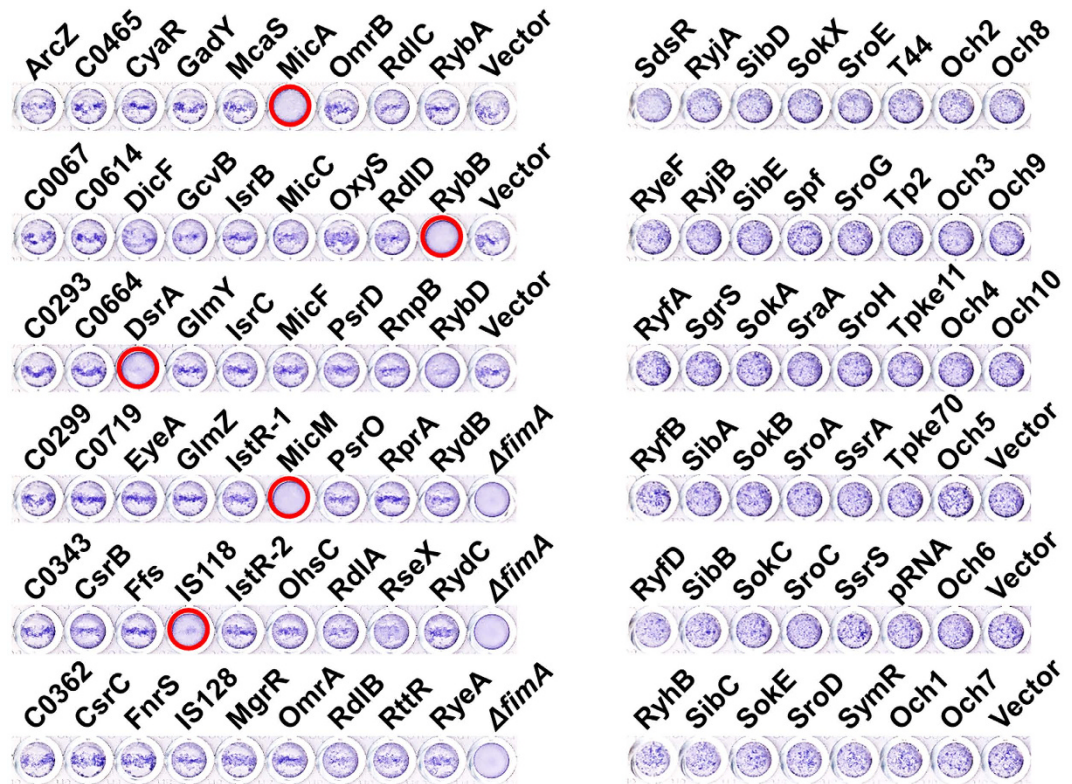 ArcZ C0465 CyaR GadY McaS MicA OmrB RdlC RybA Vector
SdsR RyjA SibD SokX SroE T44 Och2 Och8
C0067 C0614 DicF GcvB IsrB MicC OxyS RdlD RybB Vector
RyeF RyjB SibE Spf SroG Tp2 Och3 Och9
C0293 C0664 DsrA GlmY IsrC MicF PsrD RnpB RybD Vector
RyfA SgrS SokA SraA SroH Tpke11 Och4 Och10
C0299 C0719 EyeA GlmZ IstR-1 MicM PsrO RprA RydB ΔfimA
RyfB SibA SokB SroA SsrA Tpke70 Och5 Vector
C0343 CsrB Ffs IS118 IstR-2 OhsC RdlA RseX RydC ΔfimA
RyfD SibB SokC SroC SsrS pRNA Och6 Vector
C0362 CsrC FnrS IS128 MgrR OmrA RdlB RttR RyeA ΔfimA
RyhB SibC SokE SroD SymR Och1 Och7 Vector